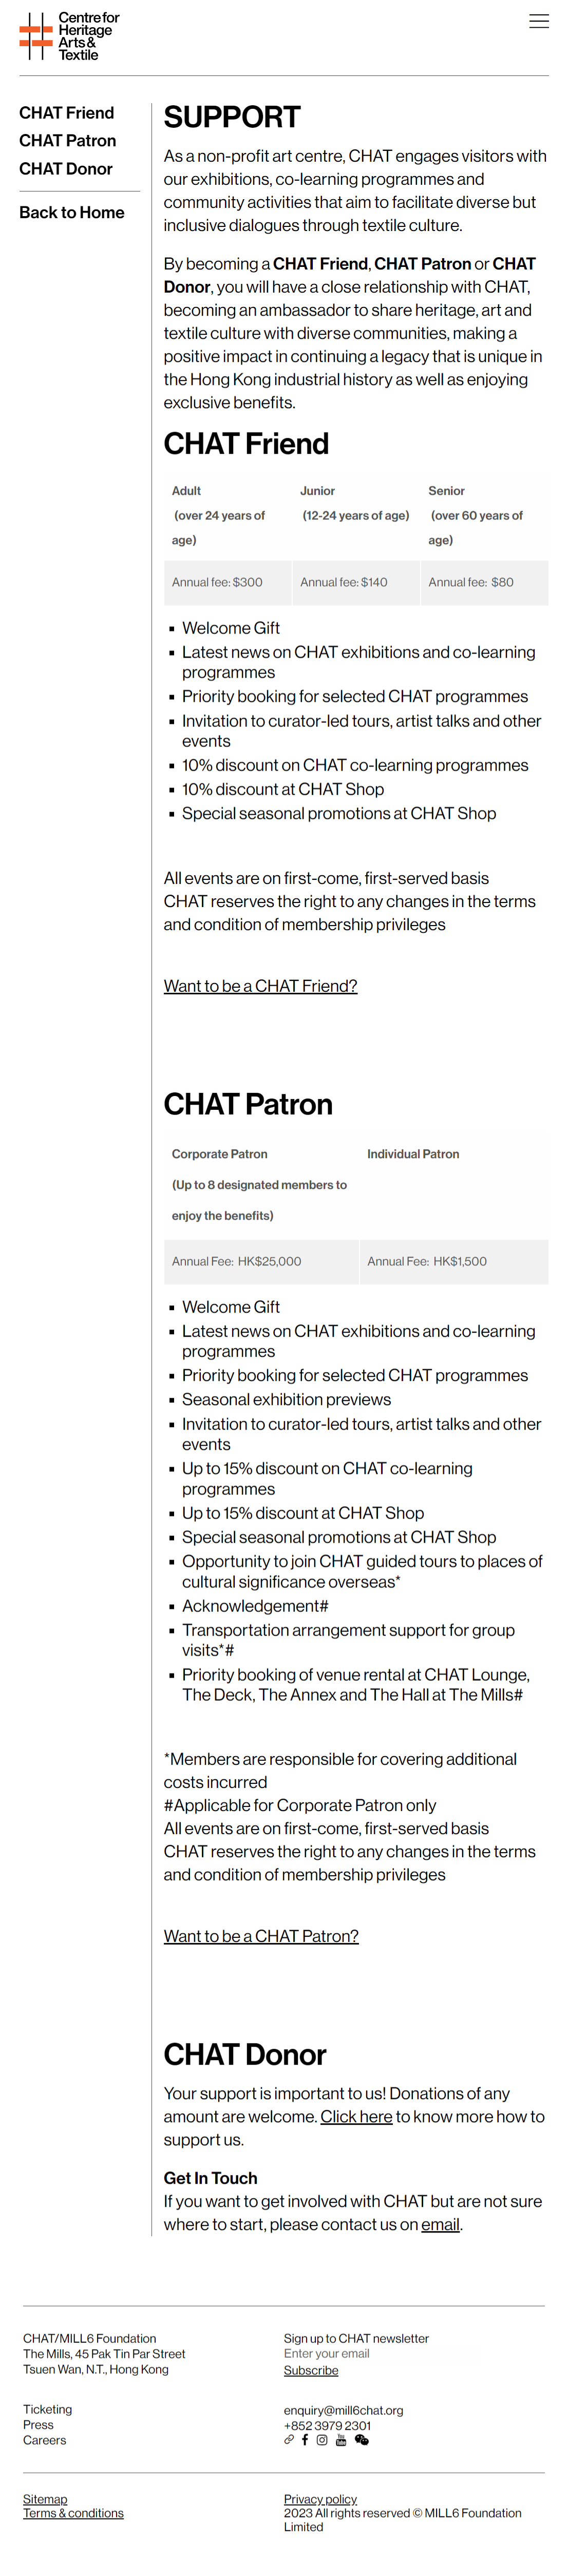 Centre for
Heritage
Arts &
Textile
CHAT Friend
CHAT Patron
CHAT Donor
Back to Home
SUPPORT
As a non-profit art centre, CHAT engages visitors with
our exhibitions, co-learning programmes and
community activities that aim to facilitate diverse but
inclusive dialogues through textile culture.
By becoming a CHAT Friend, CHAT Patron or CHAT
Donor, you will have a close relationship with CHAT,
becoming an ambassador to share heritage, art and
textile culture with diverse communities, making a
positive impact in continuing a legacy that is unique in
the Hong Kong industrial history as well as enjoying
exclusive benefits.
CHAT Friend
Adult
(over 24 years of
age)
Junior
(12-24 years of age)
Senior
(over 60 years of
age)
Annual fee: $300
Annual fee: $140
Annual fee: $80
▪ Welcome Gift
▪ Latest news on CHAT exhibitions and co-learning
programmes
▪ Priority booking for selected CHAT programmes
▪ Invitation to curator-led tours, artist talks and other
events
▪ 10% discount on CHAT co-learning programmes
▪ 10% discount at CHAT Shop
▪ Special seasonal promotions at CHAT Shop
All events are on first-come, first-served basis
CHAT reserves the right to any changes in the terms
and condition of membership privileges
Want to be a CHAT Friend?
CHAT Patron
Corporate Patron
(Up to 8 designated members to
enjoy the benefits)
Individual Patron
Annual Fee: HK$25,000
Annual Fee: HK$1,500
▪ Welcome Gift
▪ Latest news on CHAT exhibitions and co-learning
programmes
▪ Priority booking for selected CHAT programmes
▪ Seasonal exhibition previews
▪ Invitation to curator-led tours, artist talks and other
events
▪ Up to 15% discount on CHAT co-learning
programmes
▪ Up to 15% discount at CHAT Shop
▪ Special seasonal promotions at CHAT Shop
▪ Opportunity to join CHAT guided tours to places of
cultural significance overseas*
▪ Acknowledgement#
▪ Transportation arrangement support for group
visits*#
▪ Priority booking of venue rental at CHAT Lounge,
The Deck, The Annex and The Hall at The Mills#
*Members are responsible for covering additional
costs incurred
#Applicable for Corporate Patron only
All events are on first-come, first-served basis
CHAT reserves the right to any changes in the terms
and condition of membership privileges
Want to be a CHAT Patron?
CHAT Donor
Your support is important to us! Donations of any
amount are welcome. Click here to know more how to
support us.
Get In Touch
If you want to get involved with CHAT but are not sure
where to start, please contact us on email.
CHAT/MILL6 Foundation
The Mills, 45 Pak Tin Par Street
Tsuen Wan, N.T., Hong Kong
Sign up to CHAT newsletter
Enter your email
Subscribe
Ticketing
Press
Careers
enquiry@mill6chat.org
+852 3979 2301
Sitemap
Terms & conditions
Privacy policy
2023 All rights reserved © MILL6 Foundation
Limited